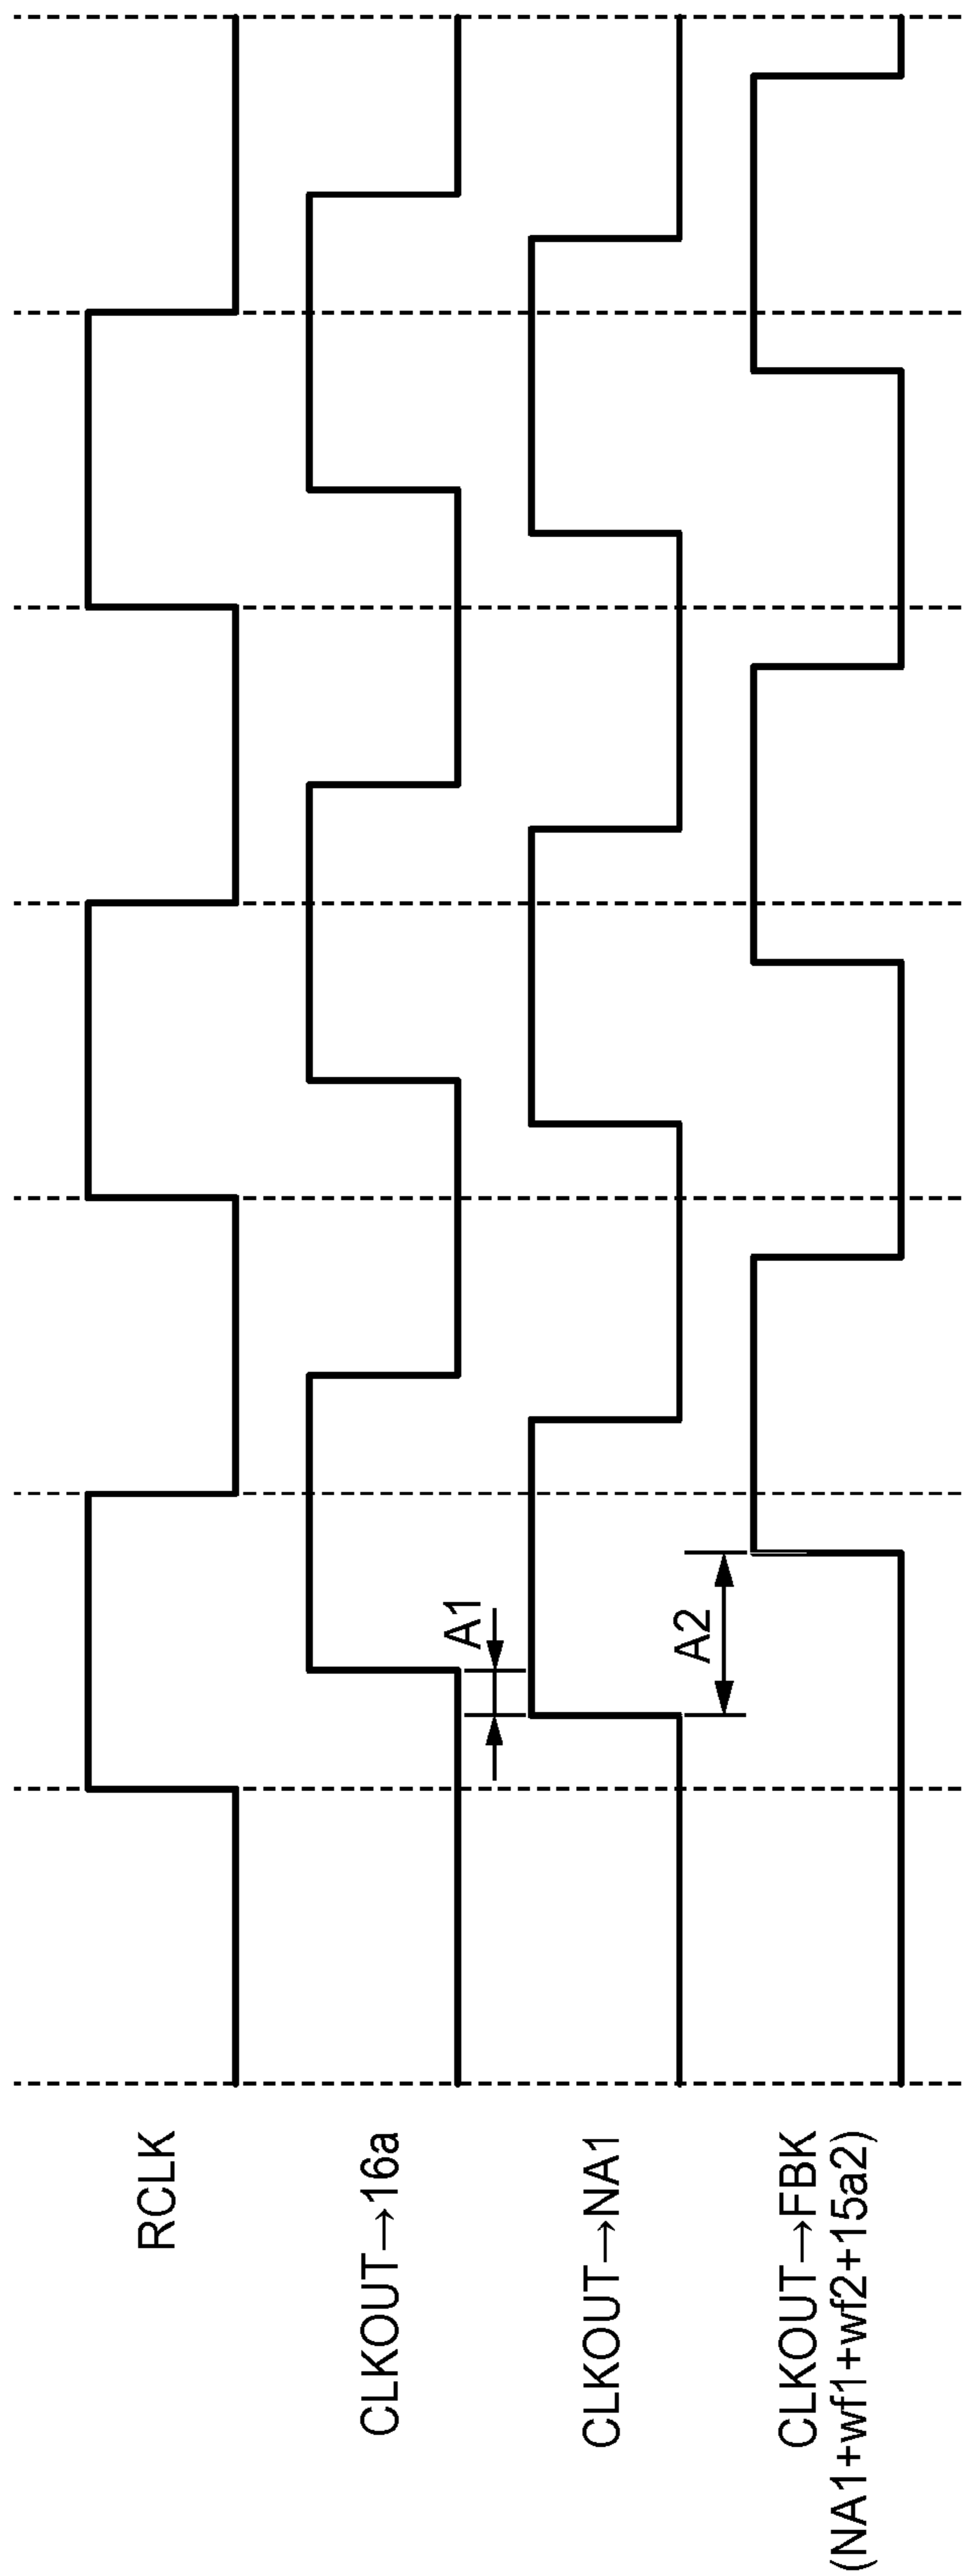 RCLK
CLKOUT→16a
A1
CLKOUT→NA1
A2
CLKOUT→FBK
(NA1+wf1+wf2+15a2)